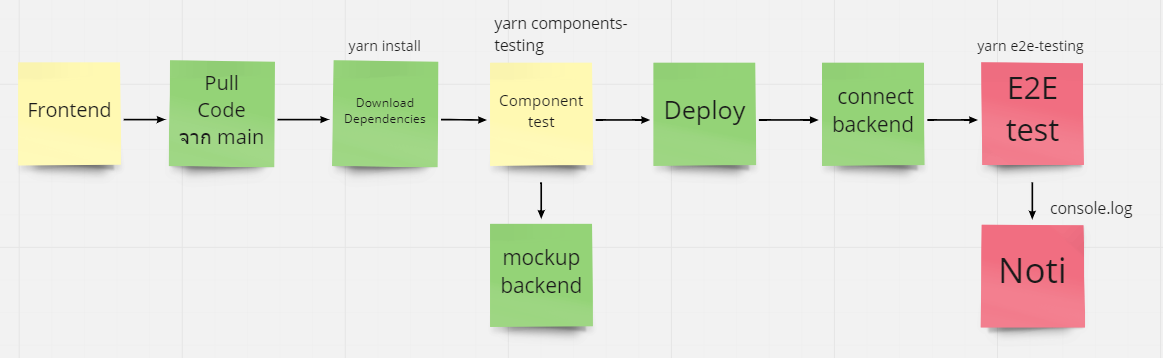 yarn components-
testing
yarn install
yarn e2e-testing
Frontend
Pull
Code
จาก main
Download
Dependencies
Component
test
Deploy
connect
backend
E2E
test
console.log
mockup
backend
Noti